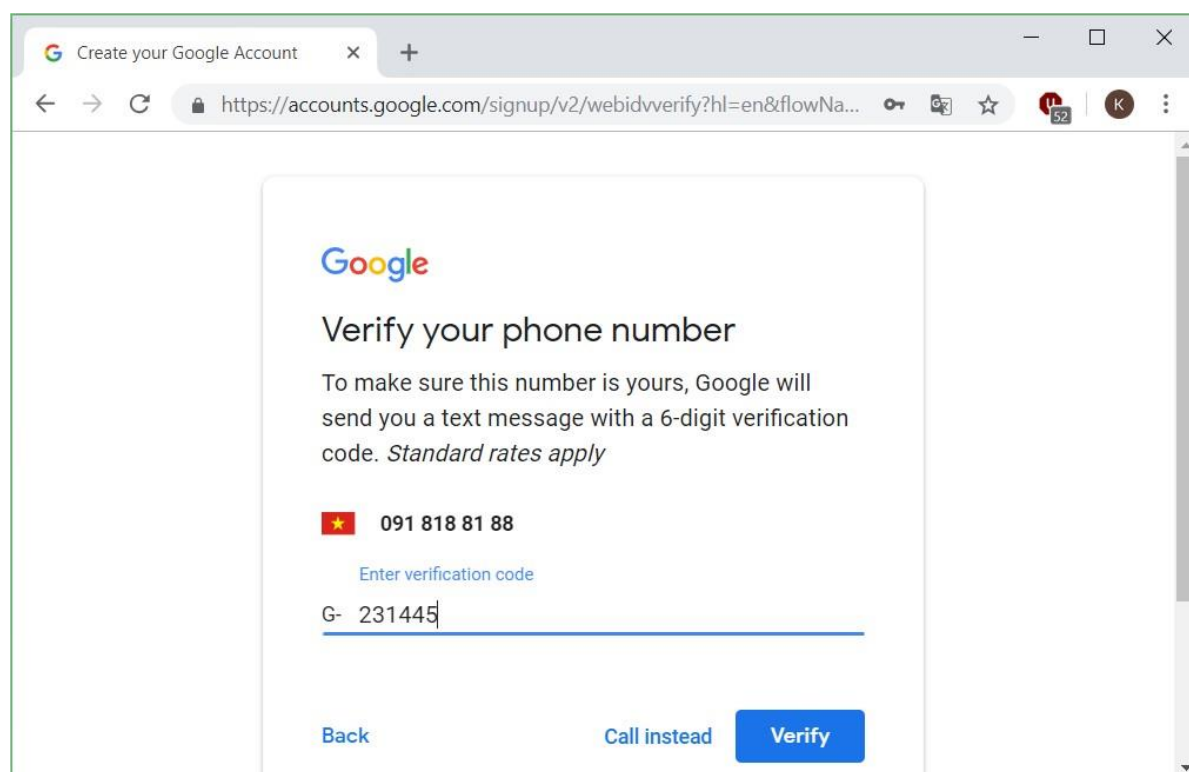 Create your Google Account
https://accounts.google.com/signup/v2/webidvverify?hl=en&flowNa...
52
K
Google
Verify your phone number
To make sure this number is yours, Google will
send you a text message with a 6-digit verification
code. Standard rates apply
091 818 81 88
Enter verification code
G- 231445
Back Call instead Verify